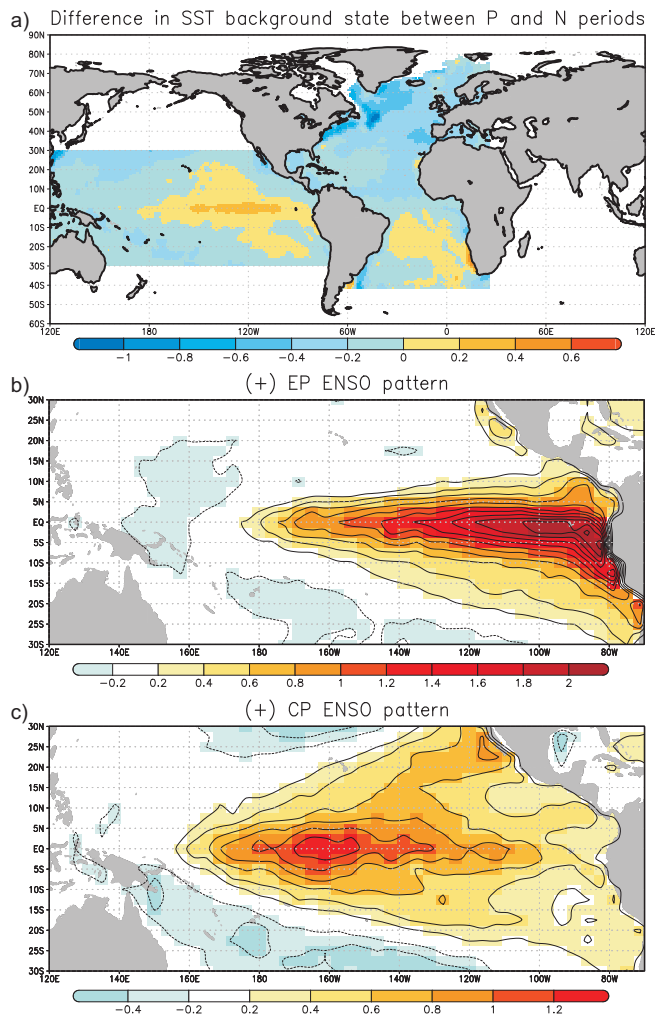 a) Difference in SST background state between P and N periods
90N
80N
70N
60N
50N
40N
30N
20N
10N
EQ
10S
20S
30S
40S
50S
60S
120E 180 120W 60W 0 60E 120E
−1 −0.8 −0.6 −0.4 −0.2 0 0.2 0.4 0.6
b) (+) EP ENSO pattern
30N
25N
20N
15N
10N
5N
EQ
5S
10S
15S
20S
25S
30S
120E 140E 160E 180 160W 140W 120W 100W 80W
−0.2 0.2 0.4 0.6 0.8 1 1.2 1.4 1.6 1.8 2
c) (+) CP ENSO pattern
30N
25N
20N
15N
10N
5N
EQ
5S
10S
15S
20S
25S
30S
120E 140E 160E 180 160W 140W 120W 100W 80W
−0.4 −0.2 0.2 0.4 0.6 0.8 1 1.2